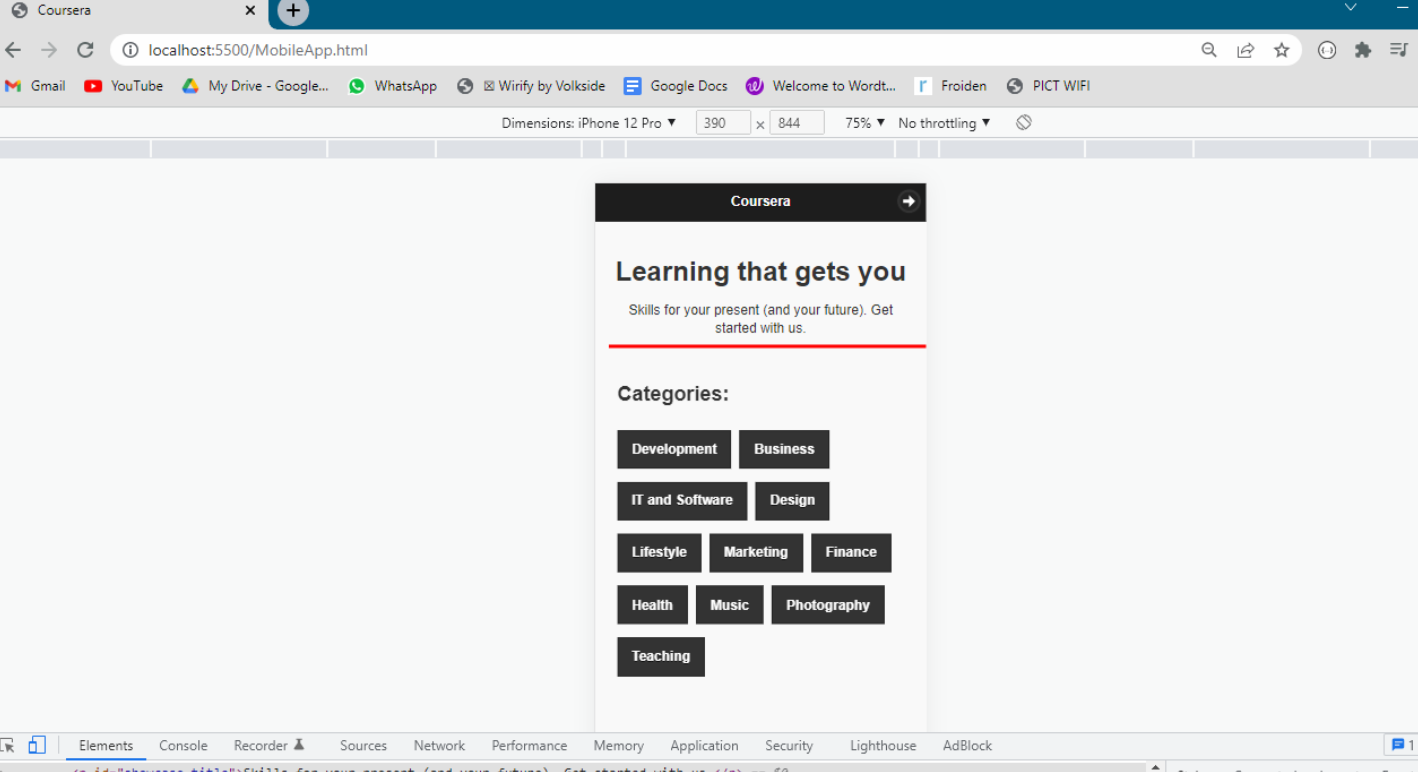 Coursera
localhost:5500/MobileApp.html
Gmail YouTube My Drive - Google... WhatsApp Wirify by Volkside Google Docs Welcome to Wordt... Froiden PICT WIFI
Dimensions: iPhone 12 Pro ▼ 390 x 844 75% ▼ No throttling ▼
Coursera
Learning that gets you
Skills for your present (and your future). Get
started with us.
Categories:
Development Business
IT and Software Design
Lifestyle Marketing Finance
Health Music Photography
Teaching
Elements Console Recorder Sources Network Performance Memory Application Security Lighthouse AdBlock 1